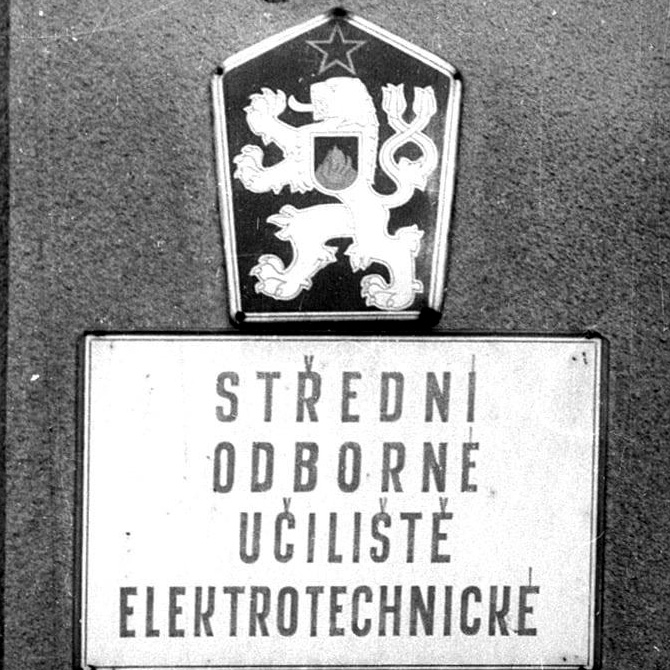 STŘEDNÍ
ODBORNÉ
UČILIŠTĚ
ELEKTROTECHNICKÉ